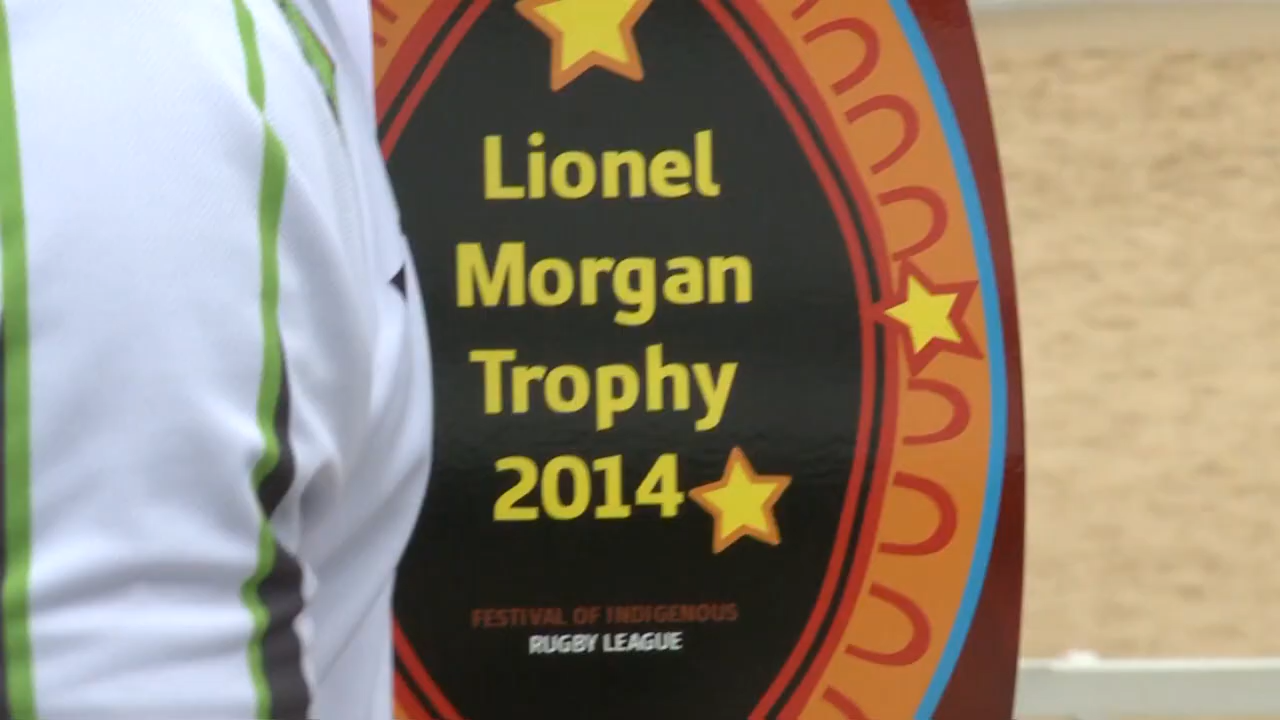 Lionel
Morgan
Trophy
2014
FESTIVAL OF INDIGENOUS
RUGBY LEAGUE